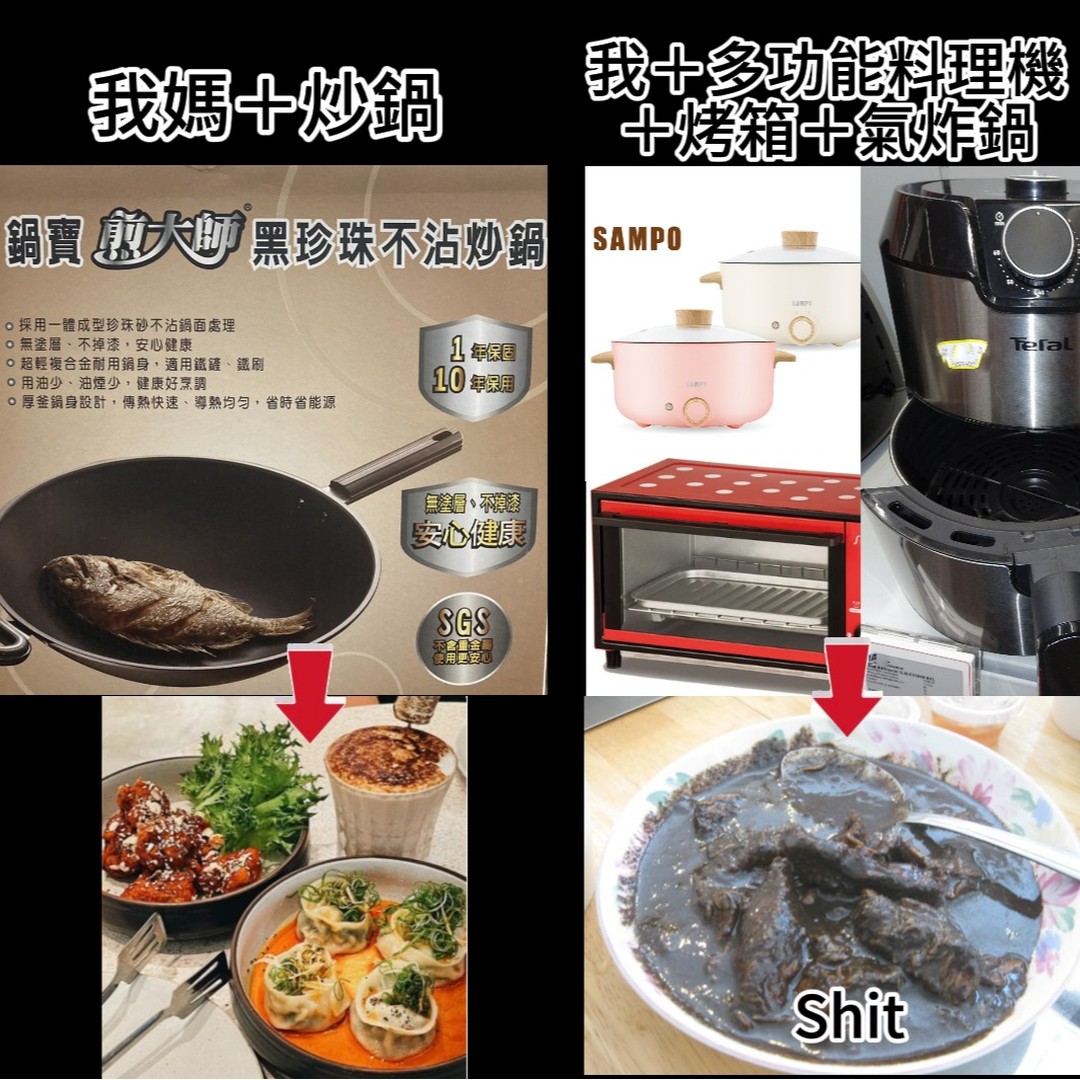 我媽＋炒鍋
我＋多功能料理機
＋烤箱＋氣炸鍋
鍋寶 煎大師® 黑珍珠不沾炒鍋
採用一體成型珍珠砂不沾鍋面處理
無塗層、不掉漆，安心健康
超輕複合金耐用鍋身，適用鐵鏟、鐵刷
用油少、油煙少，健康好烹調
厚釜鍋身設計，傳熱快速、導熱均勻，省時省能源
1年保固
10年保用
無塗層、不掉漆
安心健康
SGS
不含重金屬
使用更安心
SAMPO
SAMPO
SAMPO
Tefal
Shit